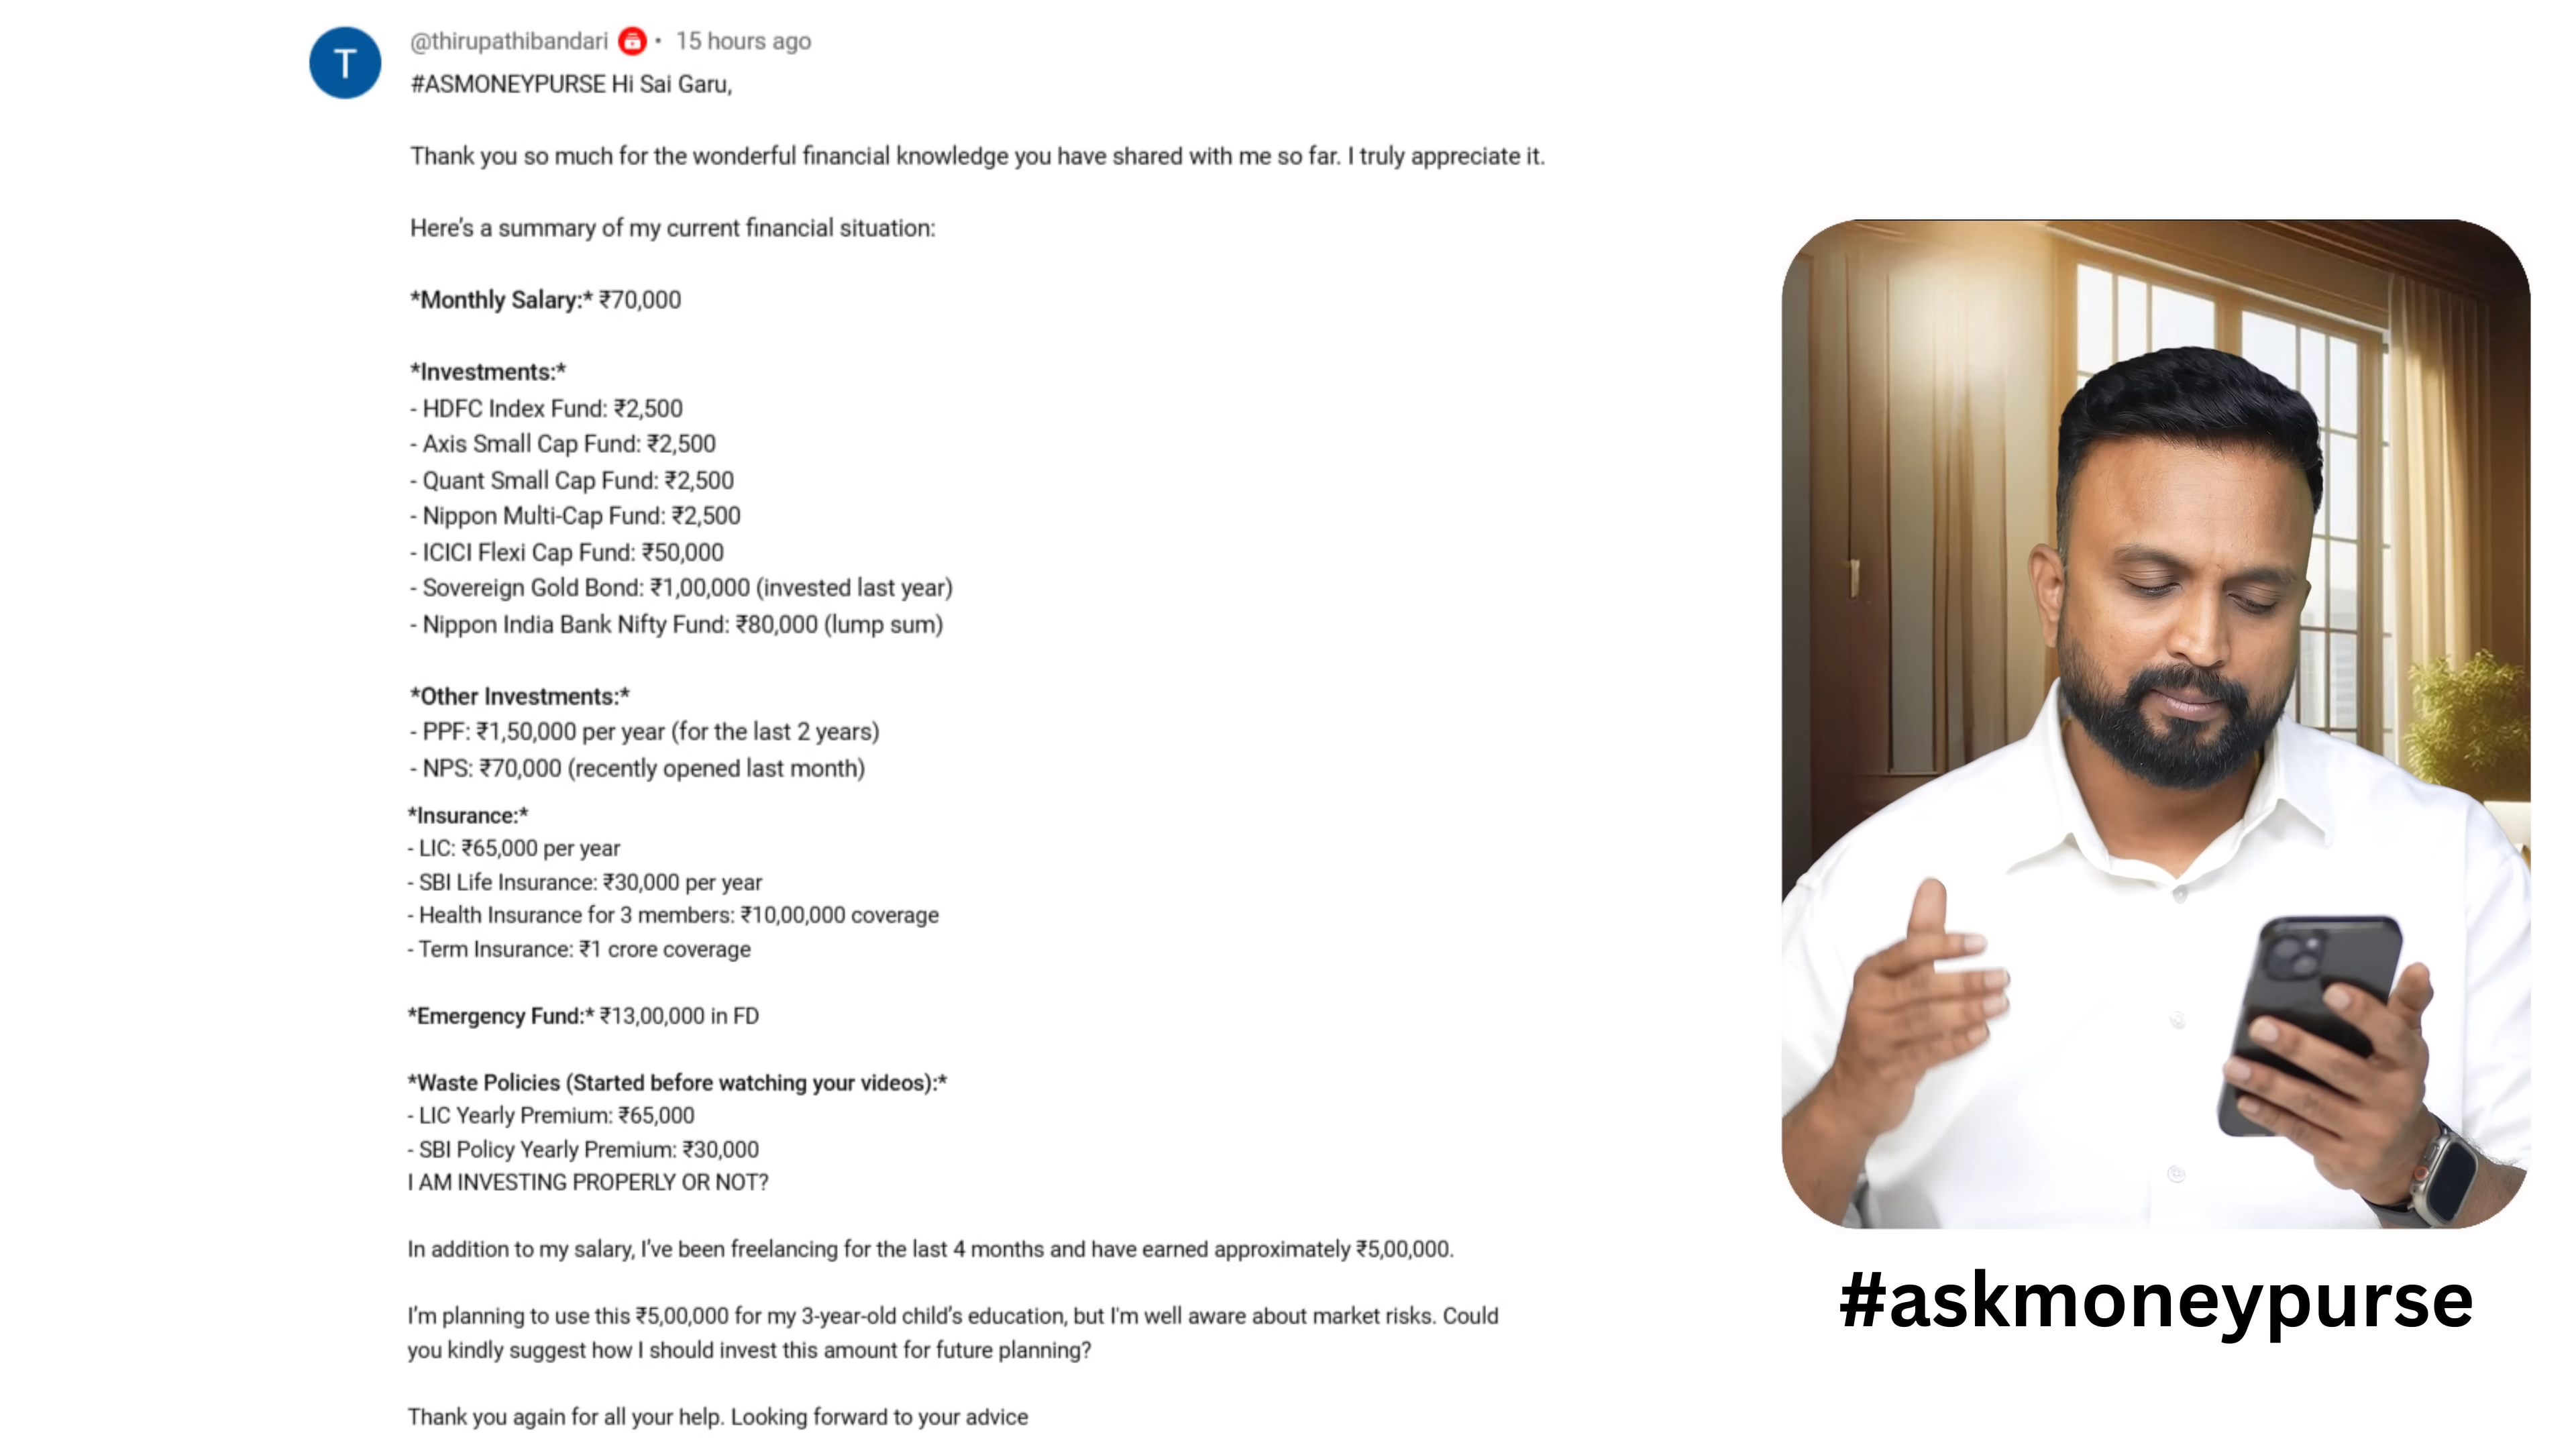 @thirupathibandari • 15 hours ago
T
#ASMONEYPURSE Hi Sai Garu,
Thank you so much for the wonderful financial knowledge you have shared with me so far. I truly appreciate it.
Here's a summary of my current financial situation:
*Monthly Salary:* ₹70,000
*Investments:*
- HDFC Index Fund: ₹2,500
- Axis Small Cap Fund: ₹2,500
- Quant Small Cap Fund: ₹2,500
- Nippon Multi-Cap Fund: ₹2,500
- ICICI Flexi Cap Fund: ₹50,000
- Sovereign Gold Bond: ₹1,00,000 (invested last year)
- Nippon India Bank Nifty Fund: ₹80,000 (lump sum)
*Other Investments:*
- PPF: ₹1,50,000 per year (for the last 2 years)
- NPS: ₹70,000 (recently opened last month)
*Insurance:*
- LIC: ₹65,000 per year
- SBI Life Insurance: ₹30,000 per year
- Health Insurance for 3 members: ₹10,00,000 coverage
- Term Insurance: ₹1 crore coverage
*Emergency Fund:* ₹13,00,000 in FD
*Waste Policies (Started before watching your videos):*
- LIC Yearly Premium: ₹65,000
- SBI Policy Yearly Premium: ₹30,000
I AM INVESTING PROPERLY OR NOT?
In addition to my salary, I've been freelancing for the last 4 months and have earned approximately ₹5,00,000.
I'm planning to use this ₹5,00,000 for my 3-year-old child's education, but I'm well aware about market risks. Could
you kindly suggest how I should invest this amount for future planning?
Thank you again for all your help. Looking forward to your advice
#askmoneypurse